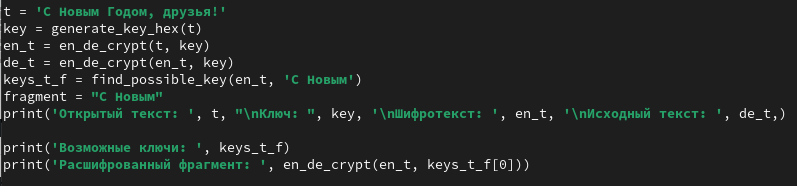 t = 'С Новым Годом, друзья!'
key = generate_key_hex(t)
en_t = en_de_crypt(t, key)
de_t = en_de_crypt(en_t, key)
keys_t_f = find_possible_key(en_t, 'С Новым')
fragment = "С Новым"
print('Открытый текст: ', t, "\nКлюч: ", key, '\nШифротекст: ', en_t, '\nИсходный текст: ', de_t,)
print('Возможные ключи: ', keys_t_f)
print('Расшифрованный фрагмент: ', en_de_crypt(en_t, keys_t_f[0]))